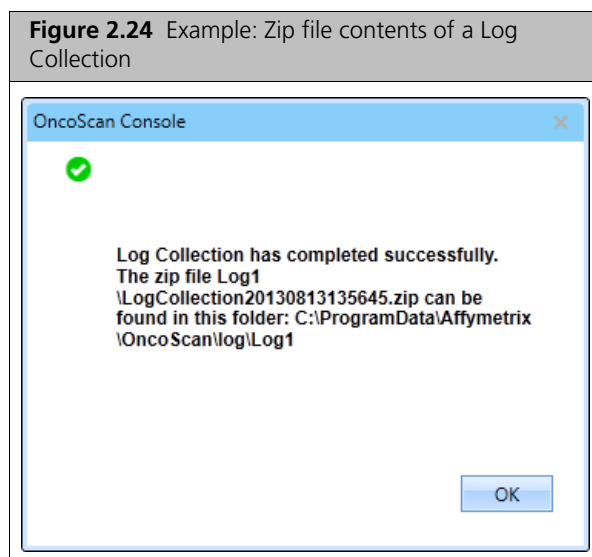 Figure 2.24 Example: Zip file contents of a Log
Collection
OncoScan Console
Log Collection has completed successfully.
The zip file Log1
\LogCollection20130813135645.zip can be
found in this folder: C:\ProgramData\Affymetrix
\OncoScan\log\Log1
OK